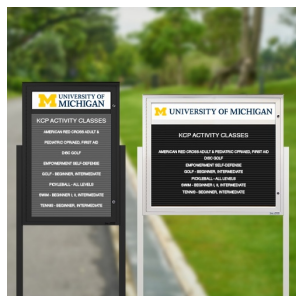 M UNIVERSITY OF
MICHIGAN
KCP ACTIVITY CLASSES
AMERICAN RED CROSS ADULT &
PEDIATRIC CPR/AED, FIRST AID
DISC GOLF
EMPOWERMENT SELF-DEFENSE
GOLF - BEGINNER, INTERMEDIATE
PICKLEBALL - ALL LEVELS
SWIM - BEGINNER I, II, INTERMEDIATE
TENNIS - BEGINNER, INTERMEDIATE
M UNIVERSITY OF MICHIGAN
KCP ACTIVITY CLASSES
AMERICAN RED CROSS ADULT & PEDIATRIC CPR/AED, FIRST AID
DISC GOLF
EMPOWERMENT SELF-DEFENSE
GOLF - BEGINNER, INTERMEDIATE
PICKLEBALL - ALL LEVELS
SWIM - BEGINNER I, II, INTERMEDIATE
TENNIS - BEGINNER, INTERMEDIATE